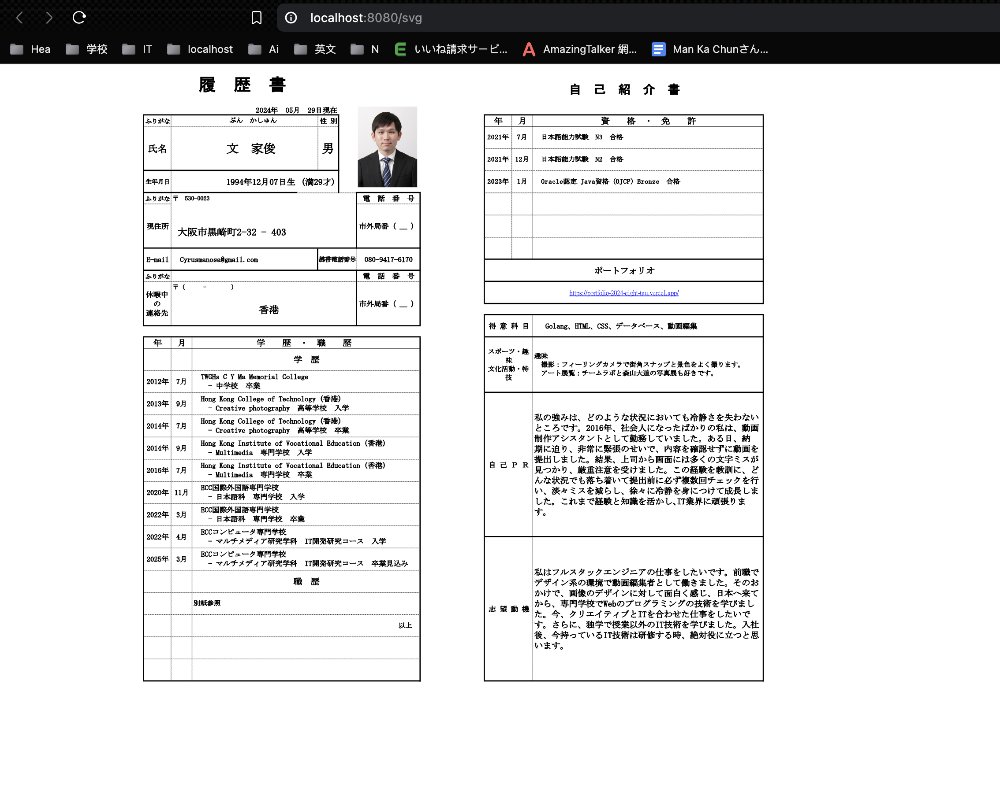 localhost:8080/svg
Hea 学校 IT localhost Ai 英文 N いいね請求サービ... AmazingTalker 網... Man Ka Chunさん...
履 歴 書
2024年 05月 29日現在
ふりがな ぶん かしゅん 性 別
氏名 文 家俊 男
生年月日 1994年12月07日生 (満29才)
ふりがな 〒 530-0023 電 話 番 号
現住所 大阪市黒崎町2-32 - 403 市外局番 ( __ )
E-mail Cyrusmanosa@gmail.com 携帯電話番号 080-9417-6170
ふりがな 電 話 番 号
〒 ( - )
休暇中
の
連絡先 香港 市外局番 ( __ )
年 月 学 歴 ・ 職 歴
学 歴
2012年 7月 TWGHs C Y Ma Memorial College
- 中学校 卒業
2013年 9月 Hong Kong College of Technology (香港)
- Creative photography 高等学校 入学
2014年 7月 Hong Kong College of Technology (香港)
- Creative photography 高等学校 卒業
2014年 9月 Hong Kong Institute of Vocational Education (香港)
- Multimedia 専門学校 入学
2016年 7月 Hong Kong Institute of Vocational Education (香港)
- Multimedia 専門学校 卒業
2020年 11月 ECC国際外国語専門学校
- 日本語科 専門学校 入学
2022年 3月 ECC国際外国語専門学校
- 日本語科 専門学校 卒業
2022年 4月 ECCコンピュータ専門学校
- マルチメディア研究学科 IT開発研究コース 入学
2025年 3月 ECCコンピュータ専門学校
- マルチメディア研究学科 IT開発研究コース 卒業見込み
職 歴
別紙参照
以上
自 己 紹 介 書
年 月 資 格 ・ 免 許
2021年 7月 日本語能力試験 N3 合格
2021年 12月 日本語能力試験 N2 合格
2023年 1月 Oracle認定 Java資格 (OJCP) Bronze 合格
ポートフォリオ
https://portfolio-2024-eight-tau.vercel.app/
得 意 科 目 Golang、HTML、CSS、データベース、動画編集
スポーツ・趣
味
文化活動・特
技
趣味
撮影：フィーリングカメラで街角スナップと景色をよく撮ります。
アート展覧：チームラボと森山大道の写真展も好きです。
自 己 P R
私の強みは、どのような状況においても冷静さを失わない
ところです。2016年、社会人になったばかりの私は、動画
制作アシスタントとして勤務していました。ある日、納
期に迫り、非常に緊張のせいで、内容を確認せずに動画を
提出しました。結果、上司から画面には多くの文字ミスが
見つかり、厳重注意を受けました。この経験を教訓に、ど
んな状況でも落ち着いて提出前に必ず複数回チェックを行
い、淡々ミスを減らし、徐々に冷静を身につけて成長しま
した。これまで経験と知識を活かし、IT業界に頑張りま
す。
志 望 動 機
私はフルスタックエンジニアの仕事をしたいです。前職で
デザイン系の環境で動画編集者として働きました。そのお
かけで、画像のデザインに対して面白く感じ、日本へ来て
から、専門学校でWebのプログラミングの技術を学びまし
た。今、クリエイティブとITを合わせた仕事をしたいで
す。さらに、独学で授業以外のIT技術を学びました。入社
後、今持っているIT技術は研修する時、絶対役に立つと思
います。